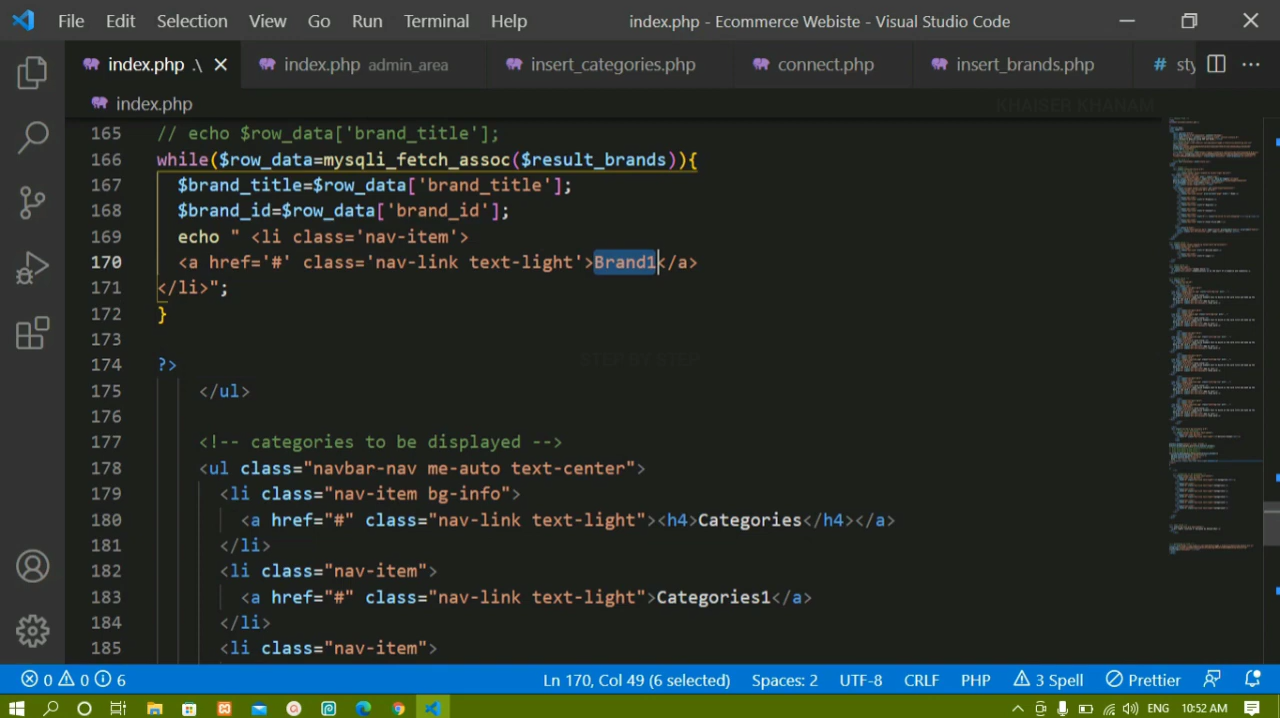 File Edit Selection View Go Run Terminal Help index.php - Ecommerce Webiste - Visual Studio Code
index.php .\ index.php admin_area insert_categories.php connect.php insert_brands.php # sty
index.php
KHAISER KHANAM
165 // echo $row_data['brand_title'];
166 while($row_data=mysqli_fetch_assoc($result_brands)){
167 $brand_title=$row_data['brand_title'];
168 $brand_id=$row_data['brand_id'];
169 echo " <li class='nav-item'>
170 <a href='#' class='nav-link text-light'>Brand1</a>
171 </li>";
172 }
173
STEP BY STEP
174 ?>
175 </ul>
176
177 <!-- categories to be displayed -->
178 <ul class="navbar-nav me-auto text-center">
179 <li class="nav-item bg-info">
180 <a href="#" class="nav-link text-light"><h4>Categories</h4></a>
181 </li>
182 <li class="nav-item">
183 <a href="#" class="nav-link text-light">Categories1</a>
184 </li>
185 <li class="nav-item">
0 0 6 Ln 170, Col 49 (6 selected) Spaces: 2 UTF-8 CRLF PHP 3 Spell Prettier
ENG 10:52 AM